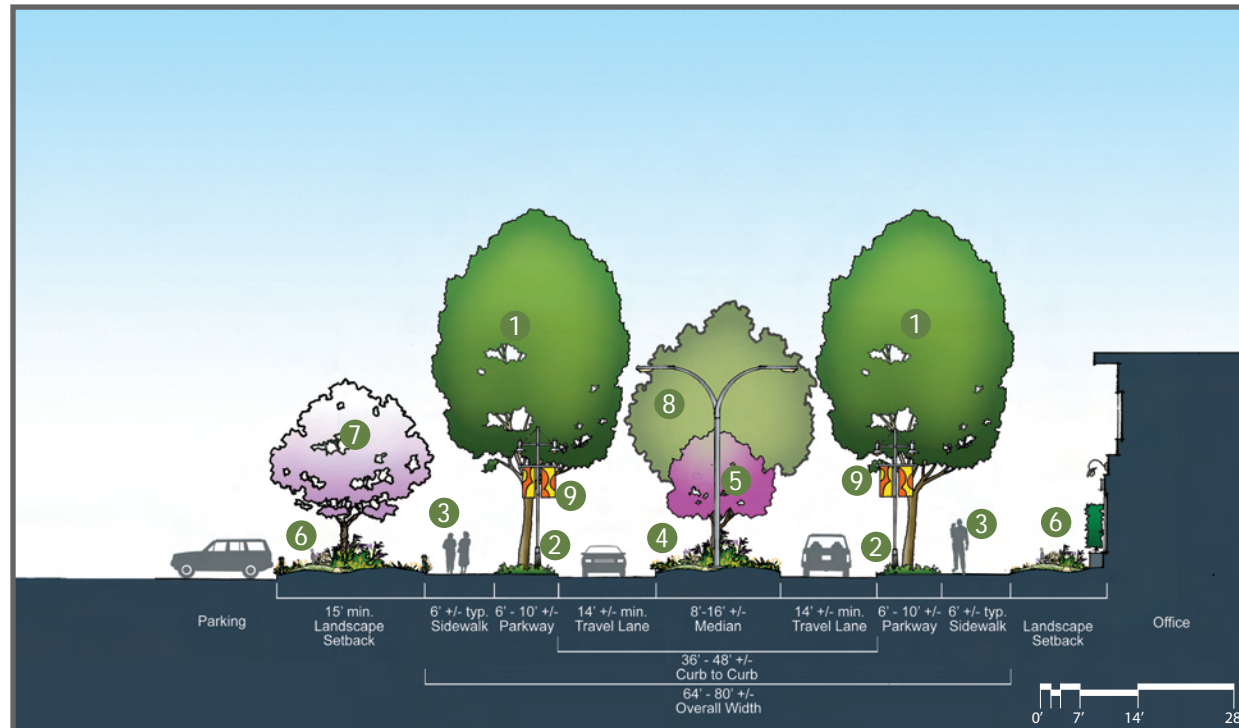 1
1
8
7
5
9
9
3
3
6
6
2
4
2
Parking
15' min.
Landscape
Setback
6' +/- typ.
Sidewalk
6' - 10' +/-
Parkway
14' +/- min.
Travel Lane
8'-16' +/-
Median
14' +/- min.
Travel Lane
6' - 10' +/-
Parkway
6' +/- typ.
Sidewalk
Landscape
Setback
Office
36' - 48' +/-
Curb to Curb
64' - 80' +/-
Overall Width
0' 7' 14' 28'